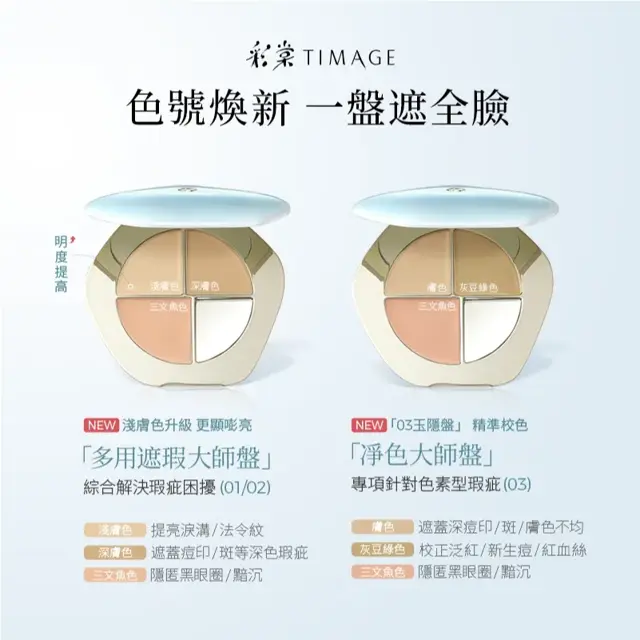 彩棠 TIMAGE
色號煥新 一盤遮全臉
明度提高
淺膚色 深膚色
三文魚色
膚色 灰豆綠色
三文魚色
NEW 淺膚色升級 更顯嘭亮
「多用遮瑕大師盤」
綜合解決瑕疵困擾 (01/02)
淺膚色 提亮淚溝/法令紋
深膚色 遮蓋痘印/斑等深色瑕疵
三文魚色 隱匿黑眼圈/黯沉
NEW 「03玉隱盤」 精準校色
「淨色大師盤」
專項針對色素型瑕疵 (03)
膚色 遮蓋深痘印/斑/膚色不均
灰豆綠色 校正泛紅/新生痘/紅血絲
三文魚色 隱匿黑眼圈/黯沉